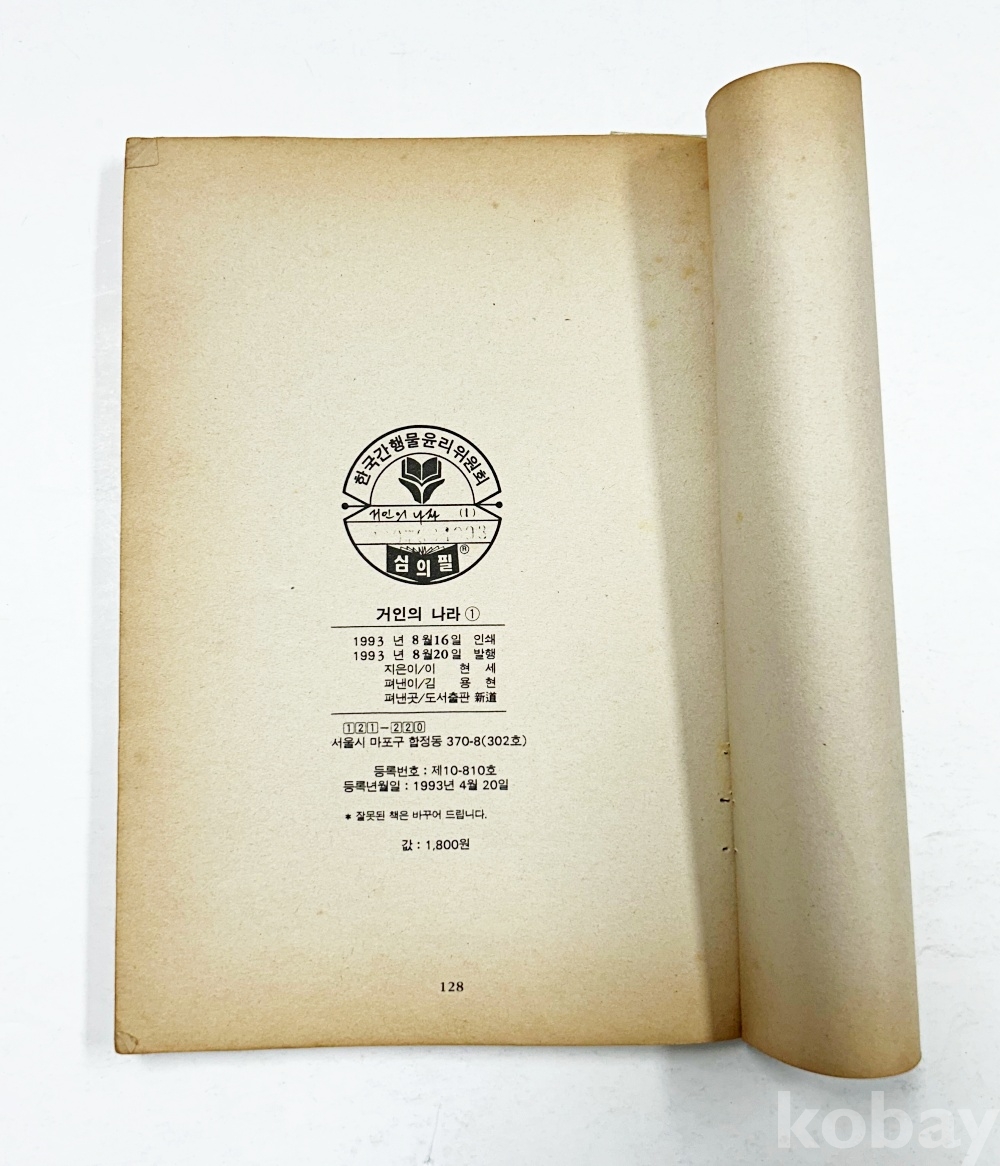 한국간행물윤리위원회
거인의 나라 (1)
심의필 ®
거인의 나라 ①
1993 년 8월16일 인쇄
1993 년 8월20일 발행
지은이/이 현 세
펴낸이/김 용 현
펴낸곳/도서출판 新道
121-220
서울시 마포구 합정동 370-8(302호)
등록번호 : 제10-810호
등록년월일 : 1993년 4월 20일
* 잘못된 책은 바꾸어 드립니다.
값 : 1,800원
128
kobay